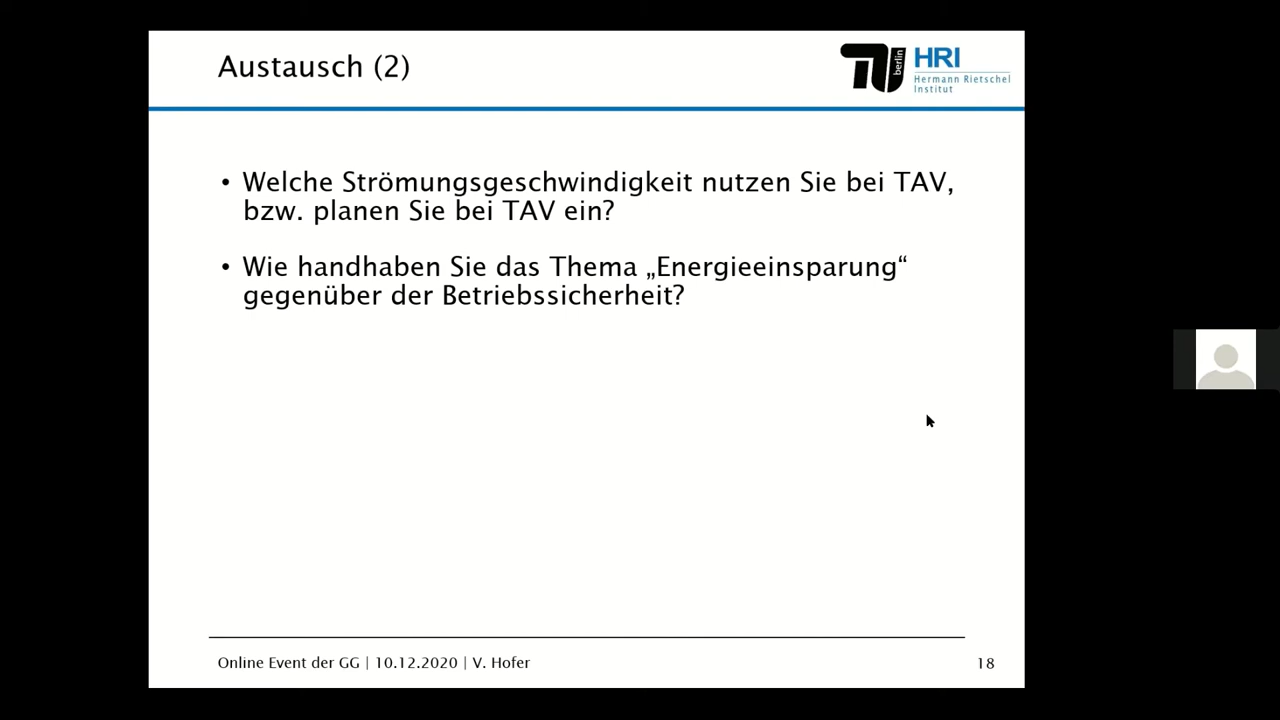 Austausch (2)
berlin
HRI
Hermann Rietschel
Institut
• Welche Strömungsgeschwindigkeit nutzen Sie bei TAV,
bzw. planen Sie bei TAV ein?
• Wie handhaben Sie das Thema „Energieeinsparung“
gegenüber der Betriebssicherheit?
Online Event der GG | 10.12.2020 | V. Hofer
18